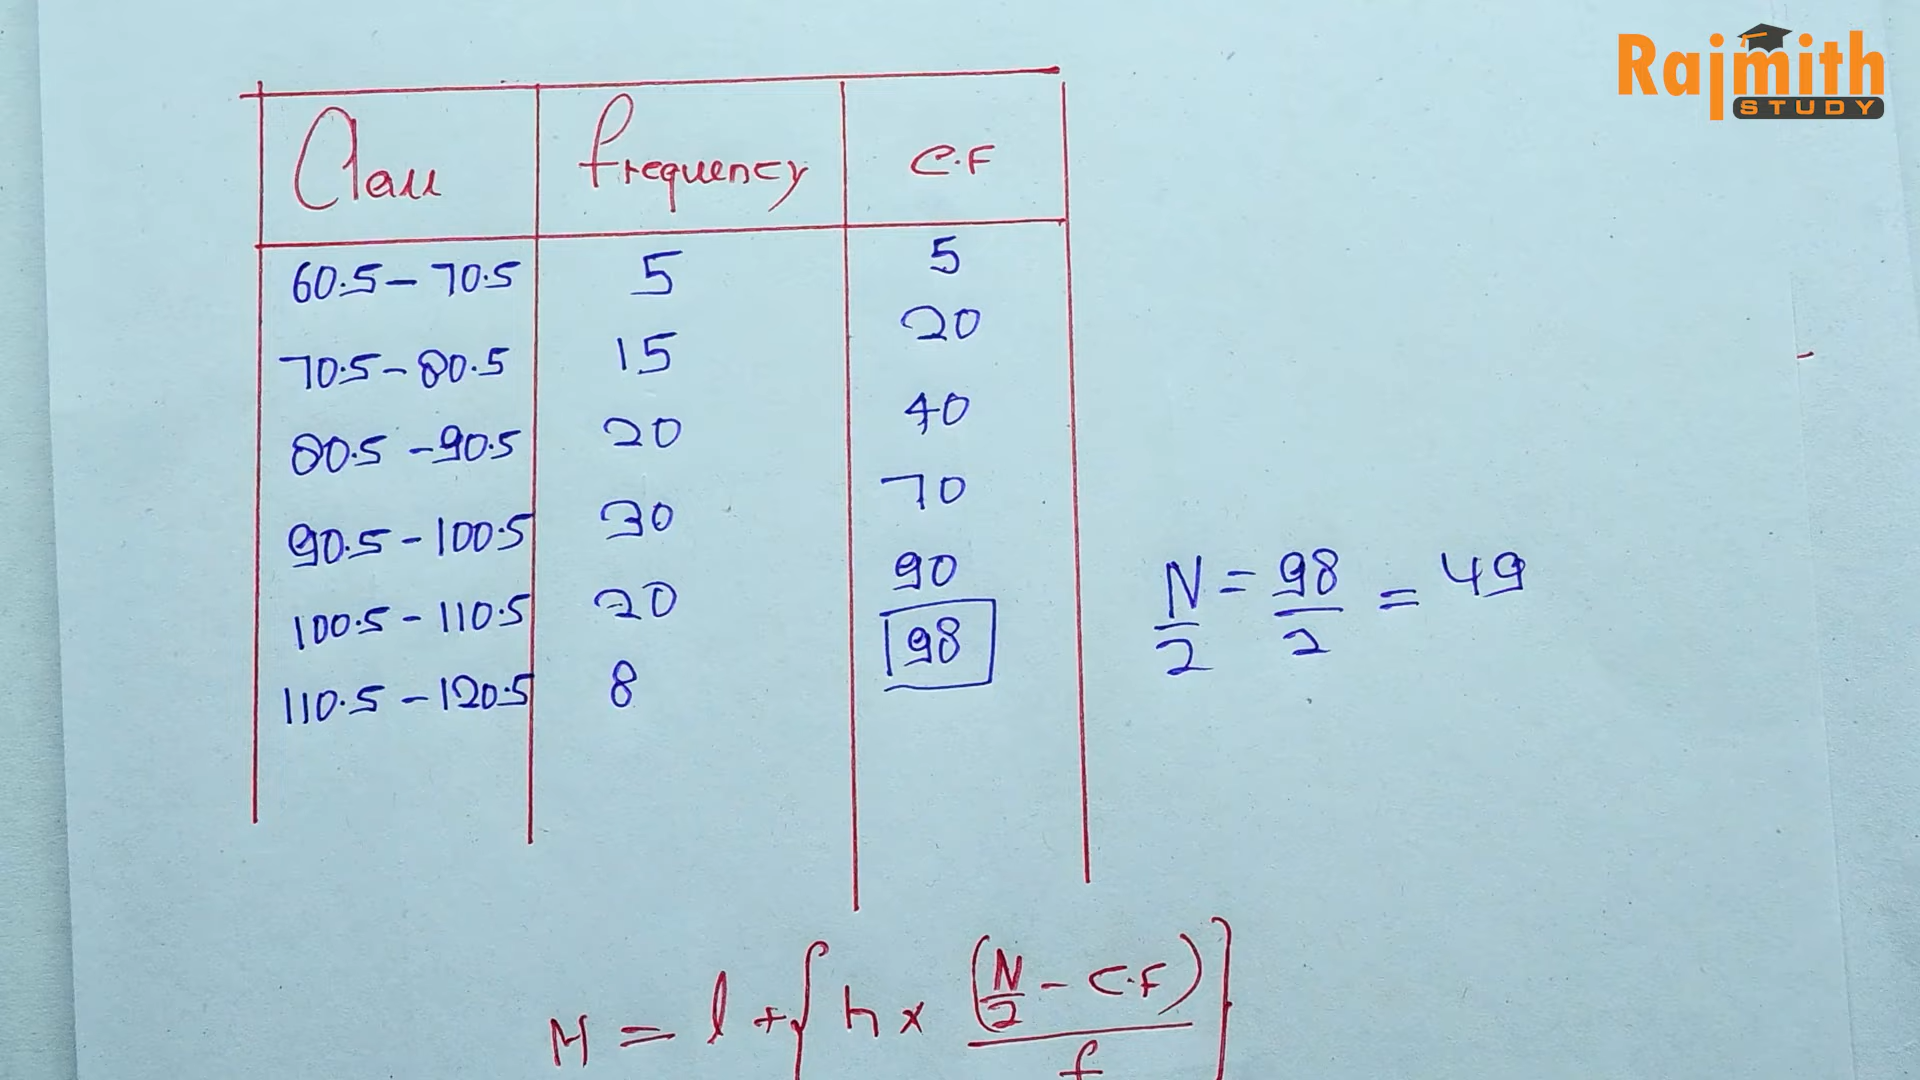 Rajmith
STUDY
Class frequency C.F
60.5 - 70.5 5 5
70.5 - 80.5 15 20
80.5 - 90.5 20 40
90.5 - 100.5 30 70
100.5 - 110.5 20 90
110.5 - 120.5 8 98
N/2 = 98/2 = 49
M = l + { h × (N/2 - C.F) / f }